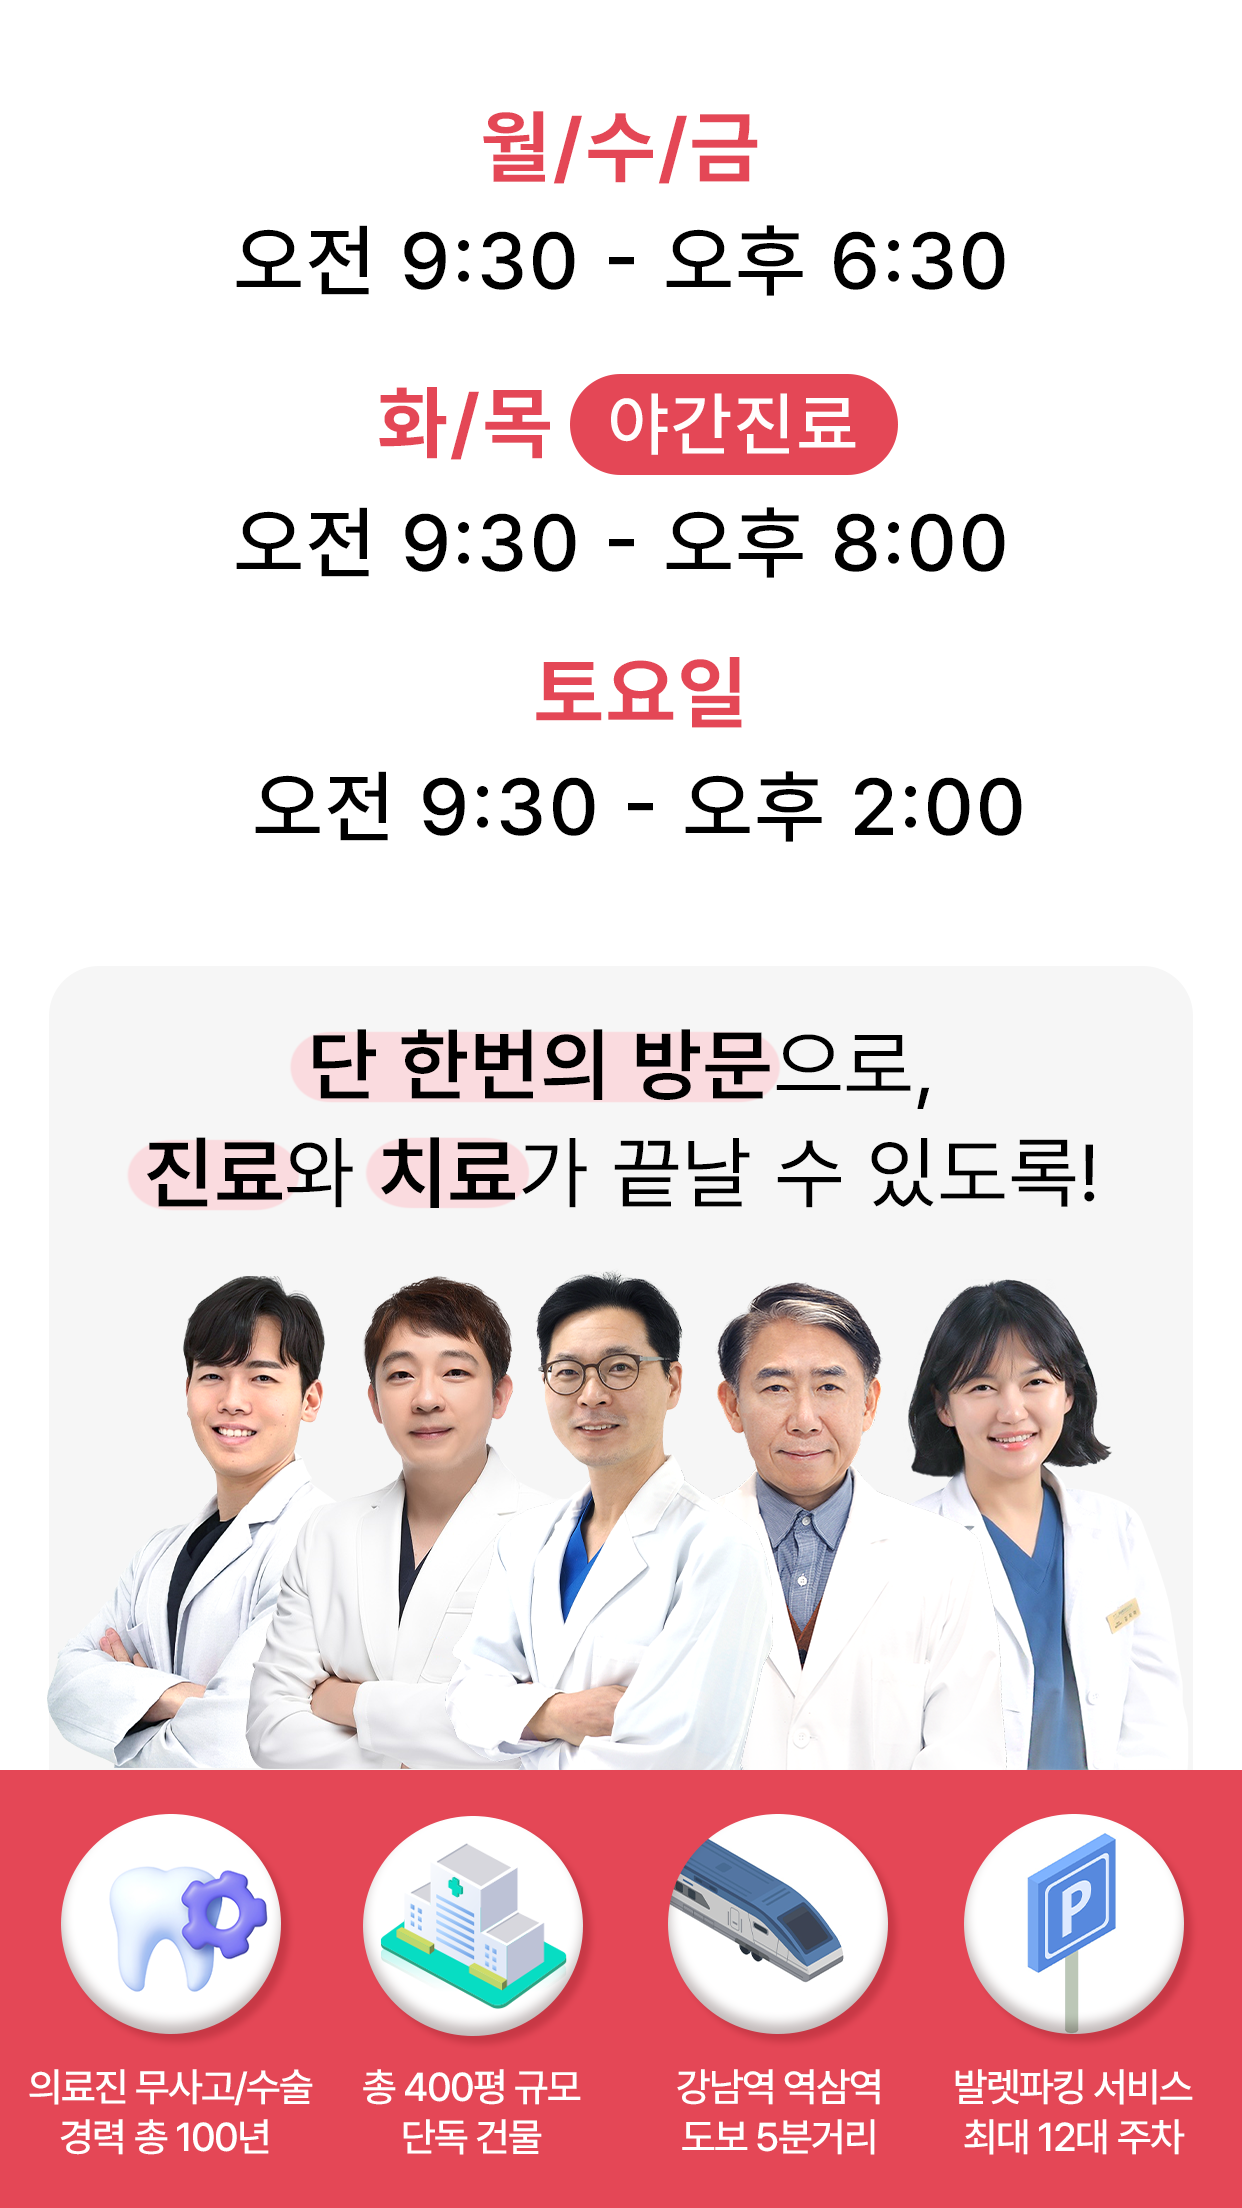 월/수/금
오전 9:30 - 오후 6:30
화/목 야간진료
오전 9:30 - 오후 8:00
토요일
오전 9:30 - 오후 2:00
단 한번의 방문으로,
진료와 치료가 끝날 수 있도록!
P
의료진 무사고/수술
경력 총 100년
총 400평 규모
단독 건물
강남역 역삼역
도보 5분거리
발렛파킹 서비스
최대 12대 주차